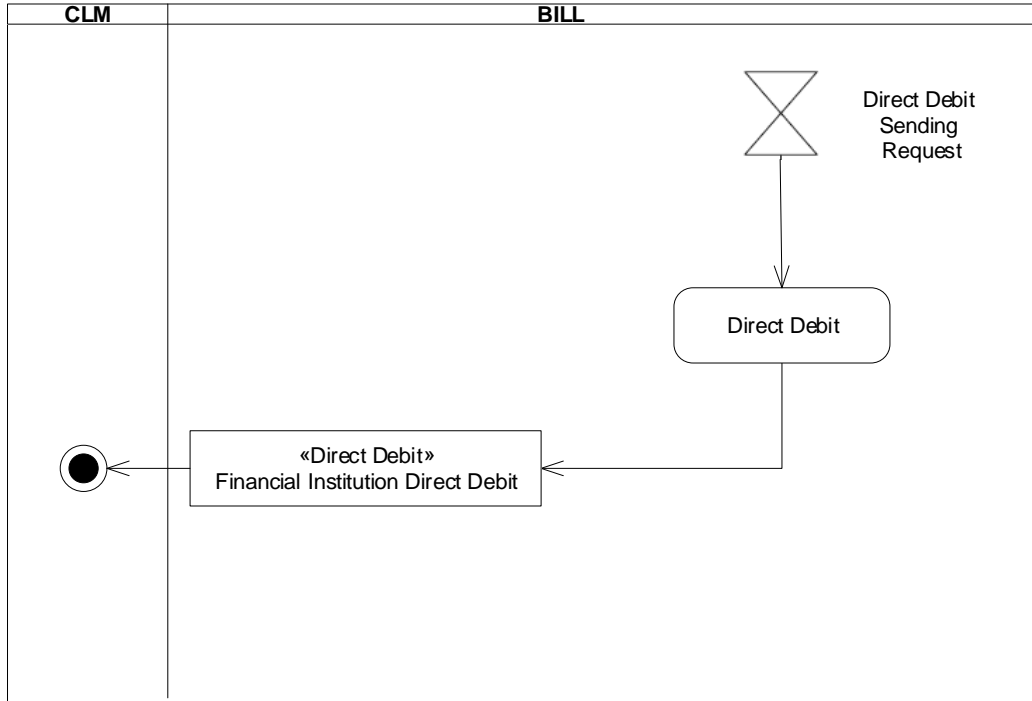 CLM
BILL
Direct Debit
Sending
Request
Direct Debit
«Direct Debit»
Financial Institution Direct Debit